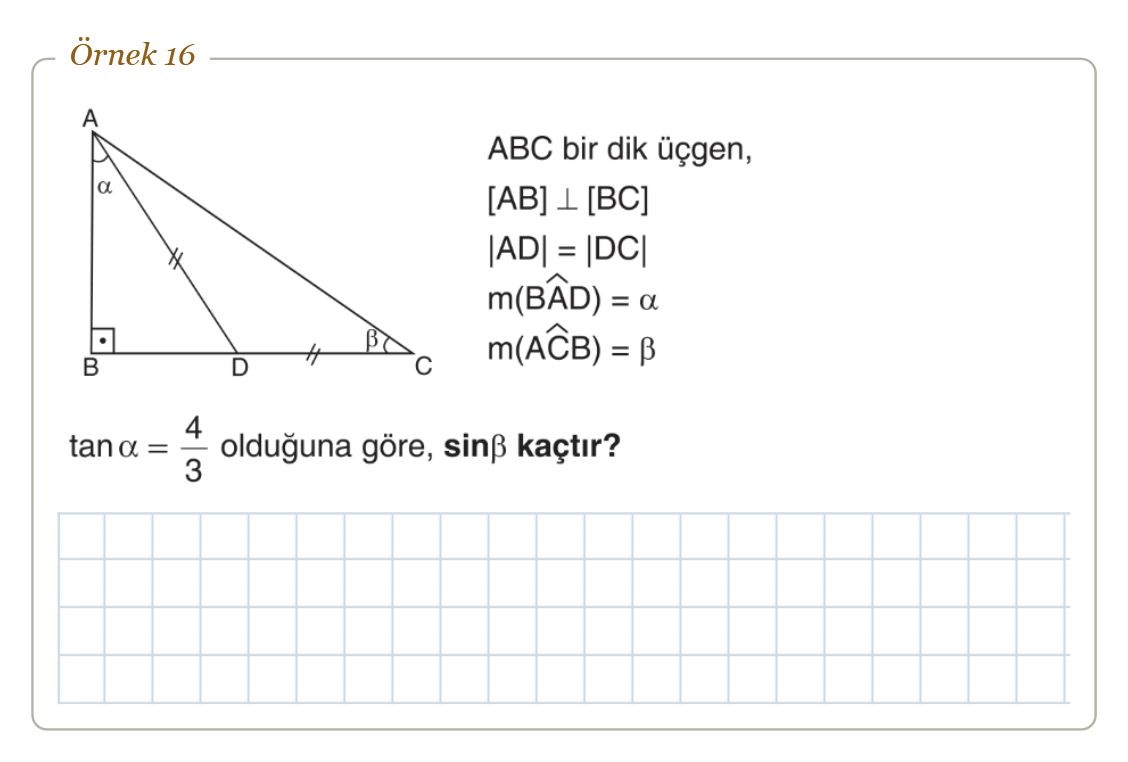 Örnek 16
A
α
β
B
D
C
ABC bir dik üçgen,
[AB] ⊥ [BC]
|AD| = |DC|
m(BÂD) = α
m(AĈB) = β
tan α = 4/3 olduğuna göre, sinβ kaçtır?